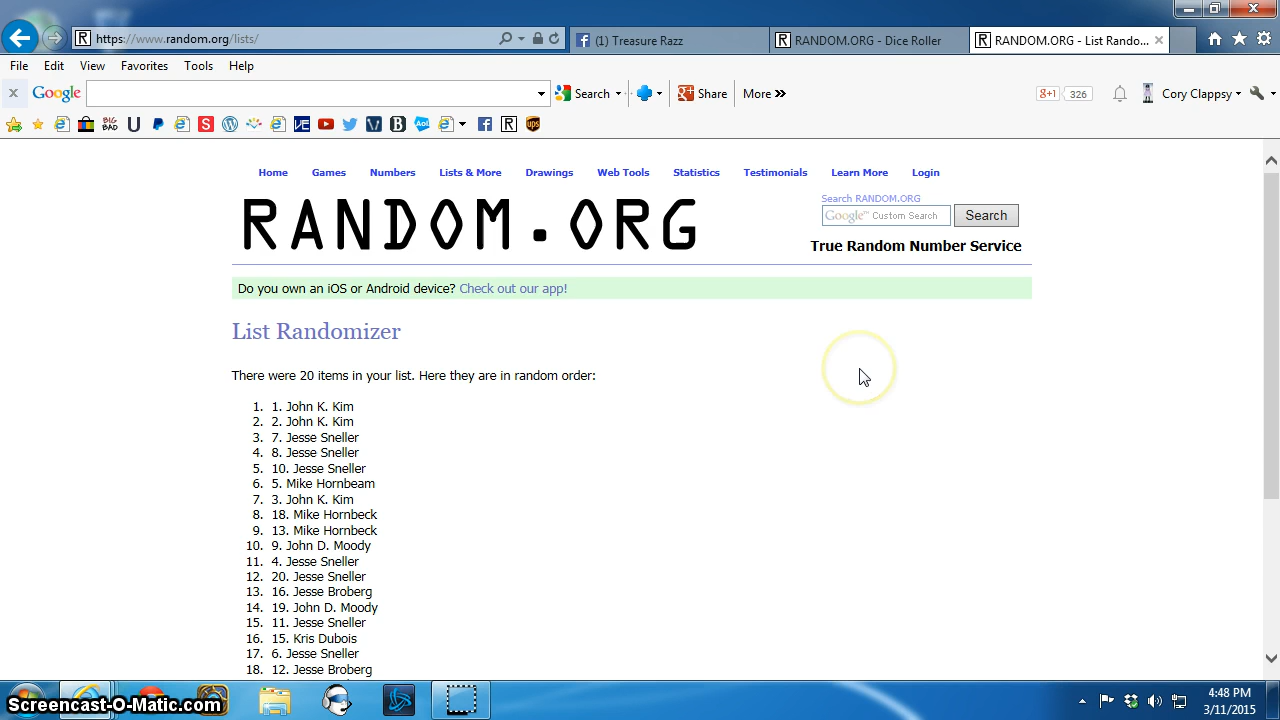 https://www.random.org/lists/
(1) Treasure Razz
RANDOM.ORG - Dice Roller
RANDOM.ORG - List Rando...
File Edit View Favorites Tools Help
Google Search Share More » 326 Cory Clappsy
BIG BAD U S W VE V B Aol R ups
Home Games Numbers Lists & More Drawings Web Tools Statistics Testimonials Learn More Login
RANDOM.ORG
Search RANDOM.ORG
Google™ Custom Search Search
True Random Number Service
Do you own an iOS or Android device? Check out our app!
List Randomizer
There were 20 items in your list. Here they are in random order:
1. 1. John K. Kim
2. 2. John K. Kim
3. 7. Jesse Sneller
4. 8. Jesse Sneller
5. 10. Jesse Sneller
6. 5. Mike Hornbeam
7. 3. John K. Kim
8. 18. Mike Hornbeck
9. 13. Mike Hornbeck
10. 9. John D. Moody
11. 4. Jesse Sneller
12. 20. Jesse Sneller
13. 16. Jesse Broberg
14. 19. John D. Moody
15. 11. Jesse Sneller
16. 15. Kris Dubois
17. 6. Jesse Sneller
18. 12. Jesse Broberg
Screencast-O-Matic.com
4:48 PM
3/11/2015